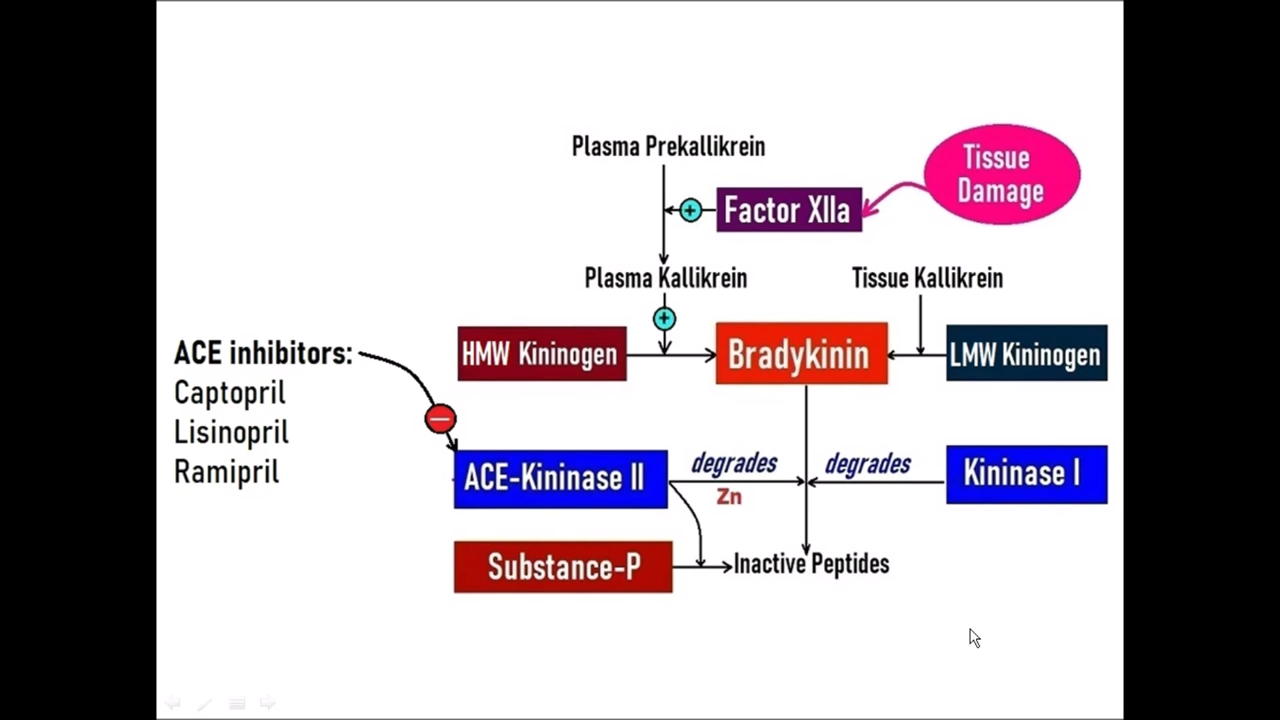 Plasma Prekallikrein
Tissue
Damage
+
Factor XIIa
Plasma Kallikrein
Tissue Kallikrein
+
ACE inhibitors:
Captopril
Lisinopril
Ramipril
HMW Kininogen
Bradykinin
LMW Kininogen
ACE-Kininase II
degrades
Zn
degrades
Kininase I
Substance-P
Inactive Peptides